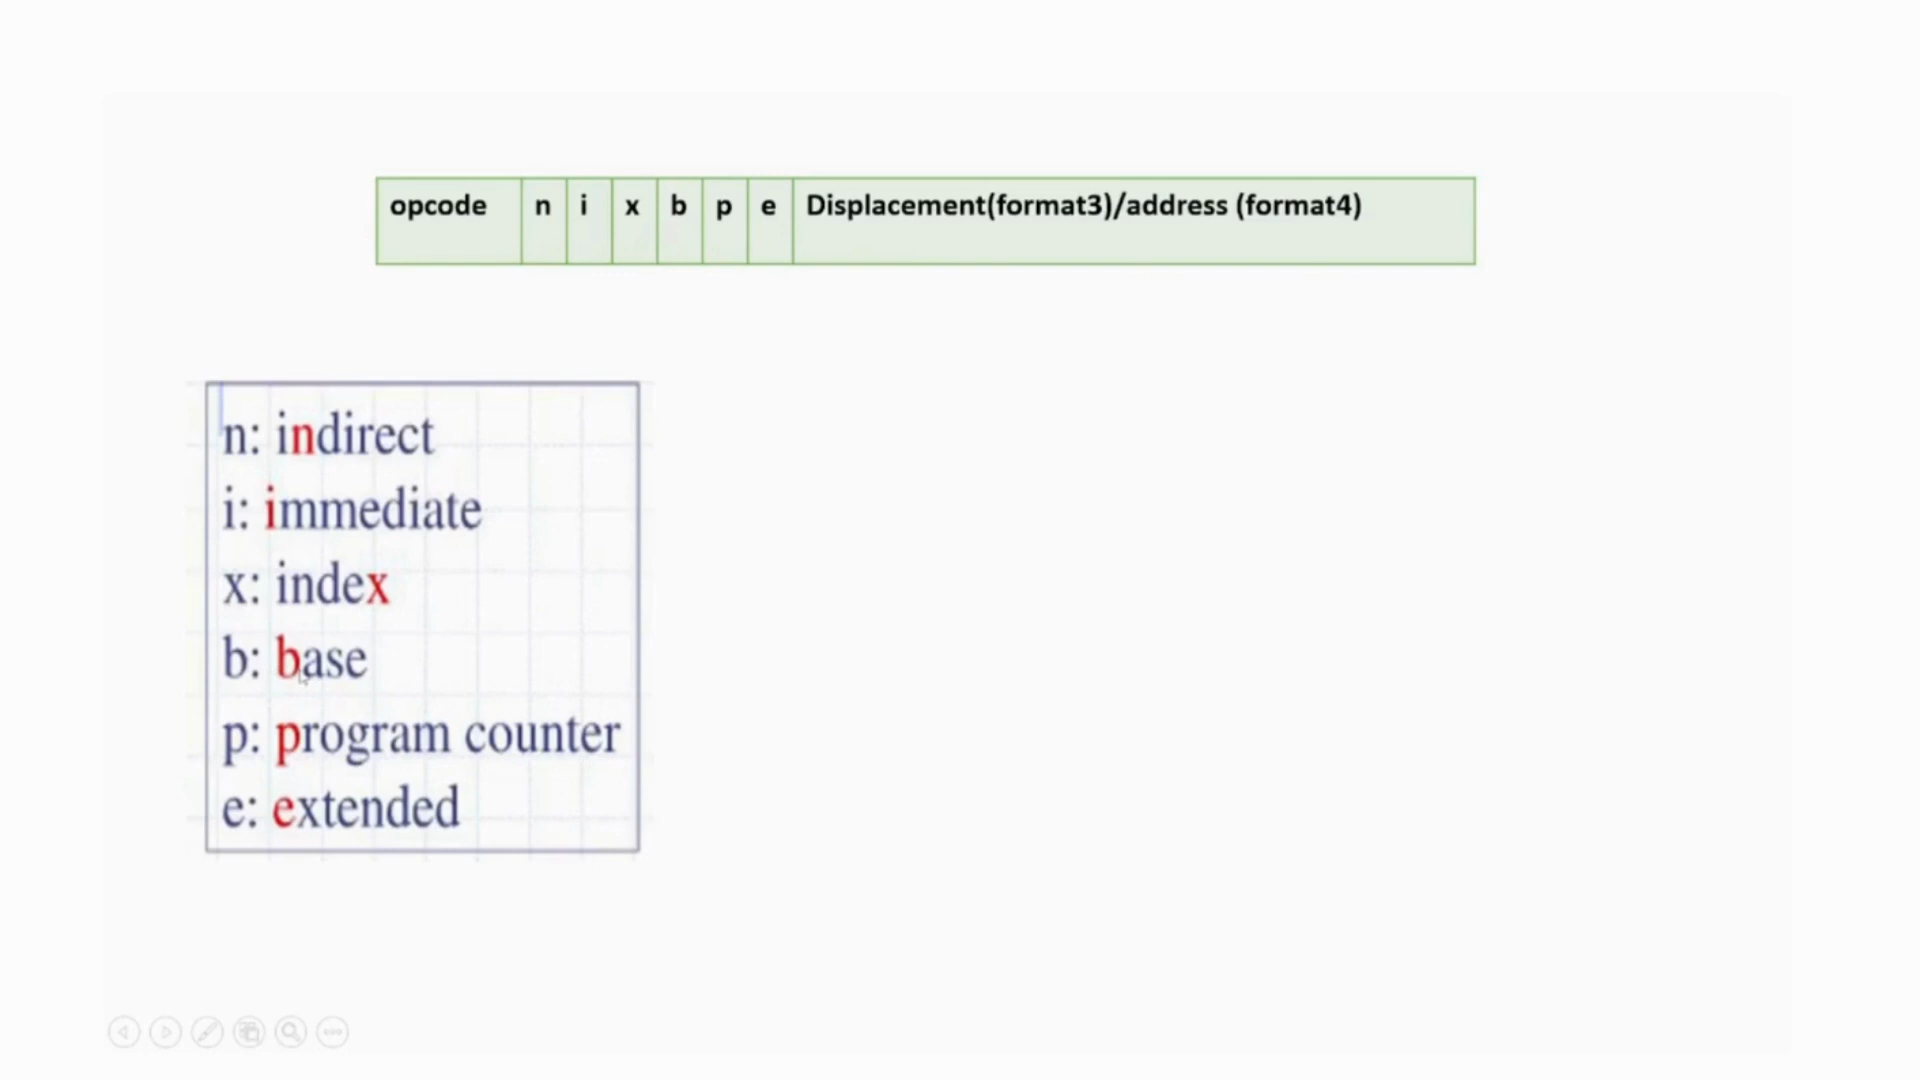 opcode n i x b p e Displacement(format3)/address (format4)
n: indirect
i: immediate
x: index
b: base
p: program counter
e: extended